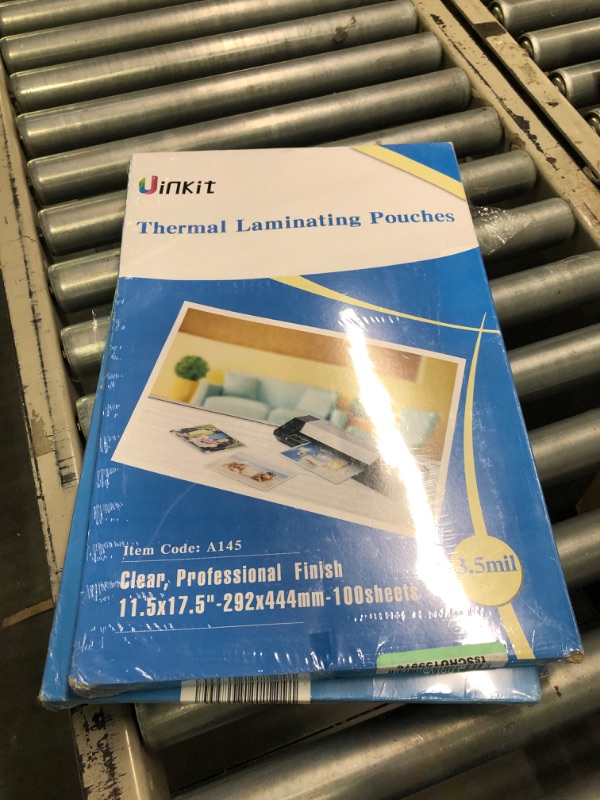 Uinkit
Thermal Laminating Pouches
Item Code: A145
Clear, Professional Finish
11.5x17.5"-292x444mm-100sheets
3.5mil